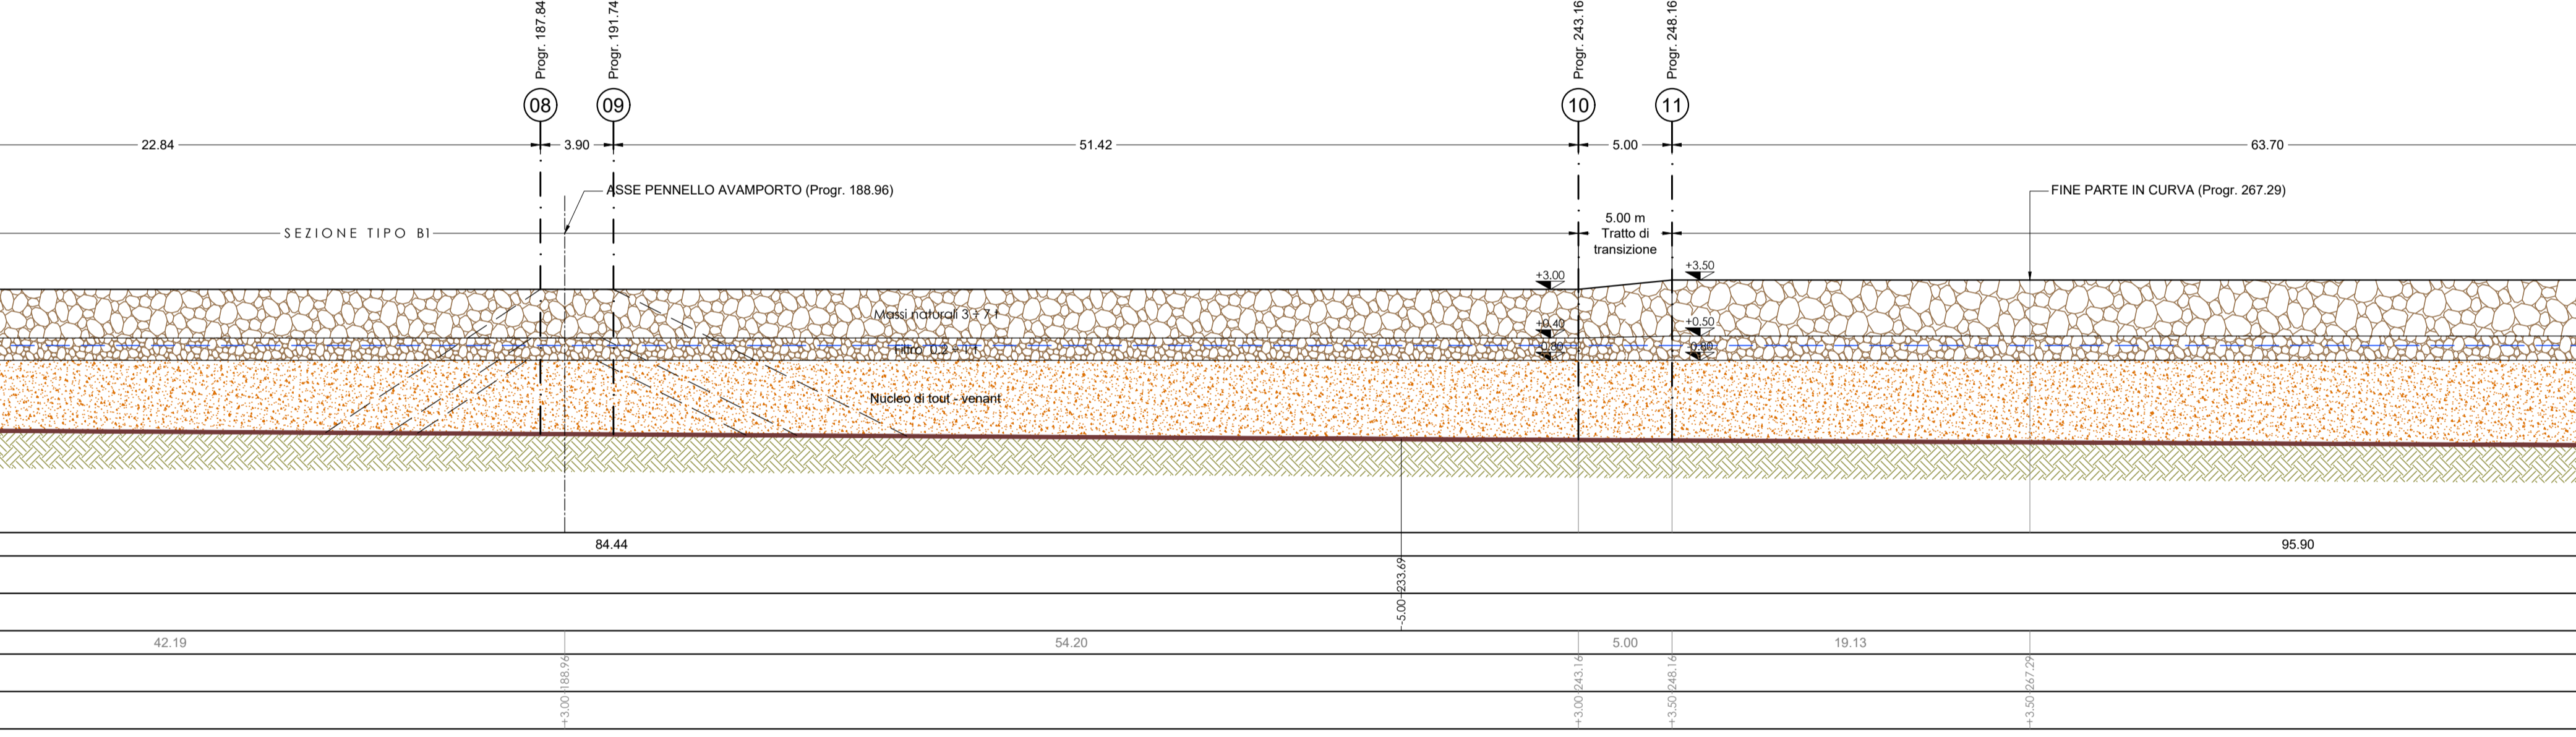 Progr. 187.84
Progr. 191.74
Progr. 243.16
Progr. 248.16
08
09
10
11
22.84
3.90
51.42
5.00
63.70
ASSE PENNELLO AVAMPORTO (Progr. 188.96)
FINE PARTE IN CURVA (Progr. 267.29)
SEZIONE TIPO B1
5.00 m
Tratto di
transizione
+3.00
+3.50
Massi naturali 3 ÷ 7 t
+0.40
+0.50
Filtro 0.2 ÷ 1 t
-0.80
-0.80
Nucleo di tout - venant
84.44
95.90
233.69
-5.00
42.19
54.20
5.00
19.13
188.96
+3.00
243.16
+3.00
248.16
+3.50
267.29
+3.50